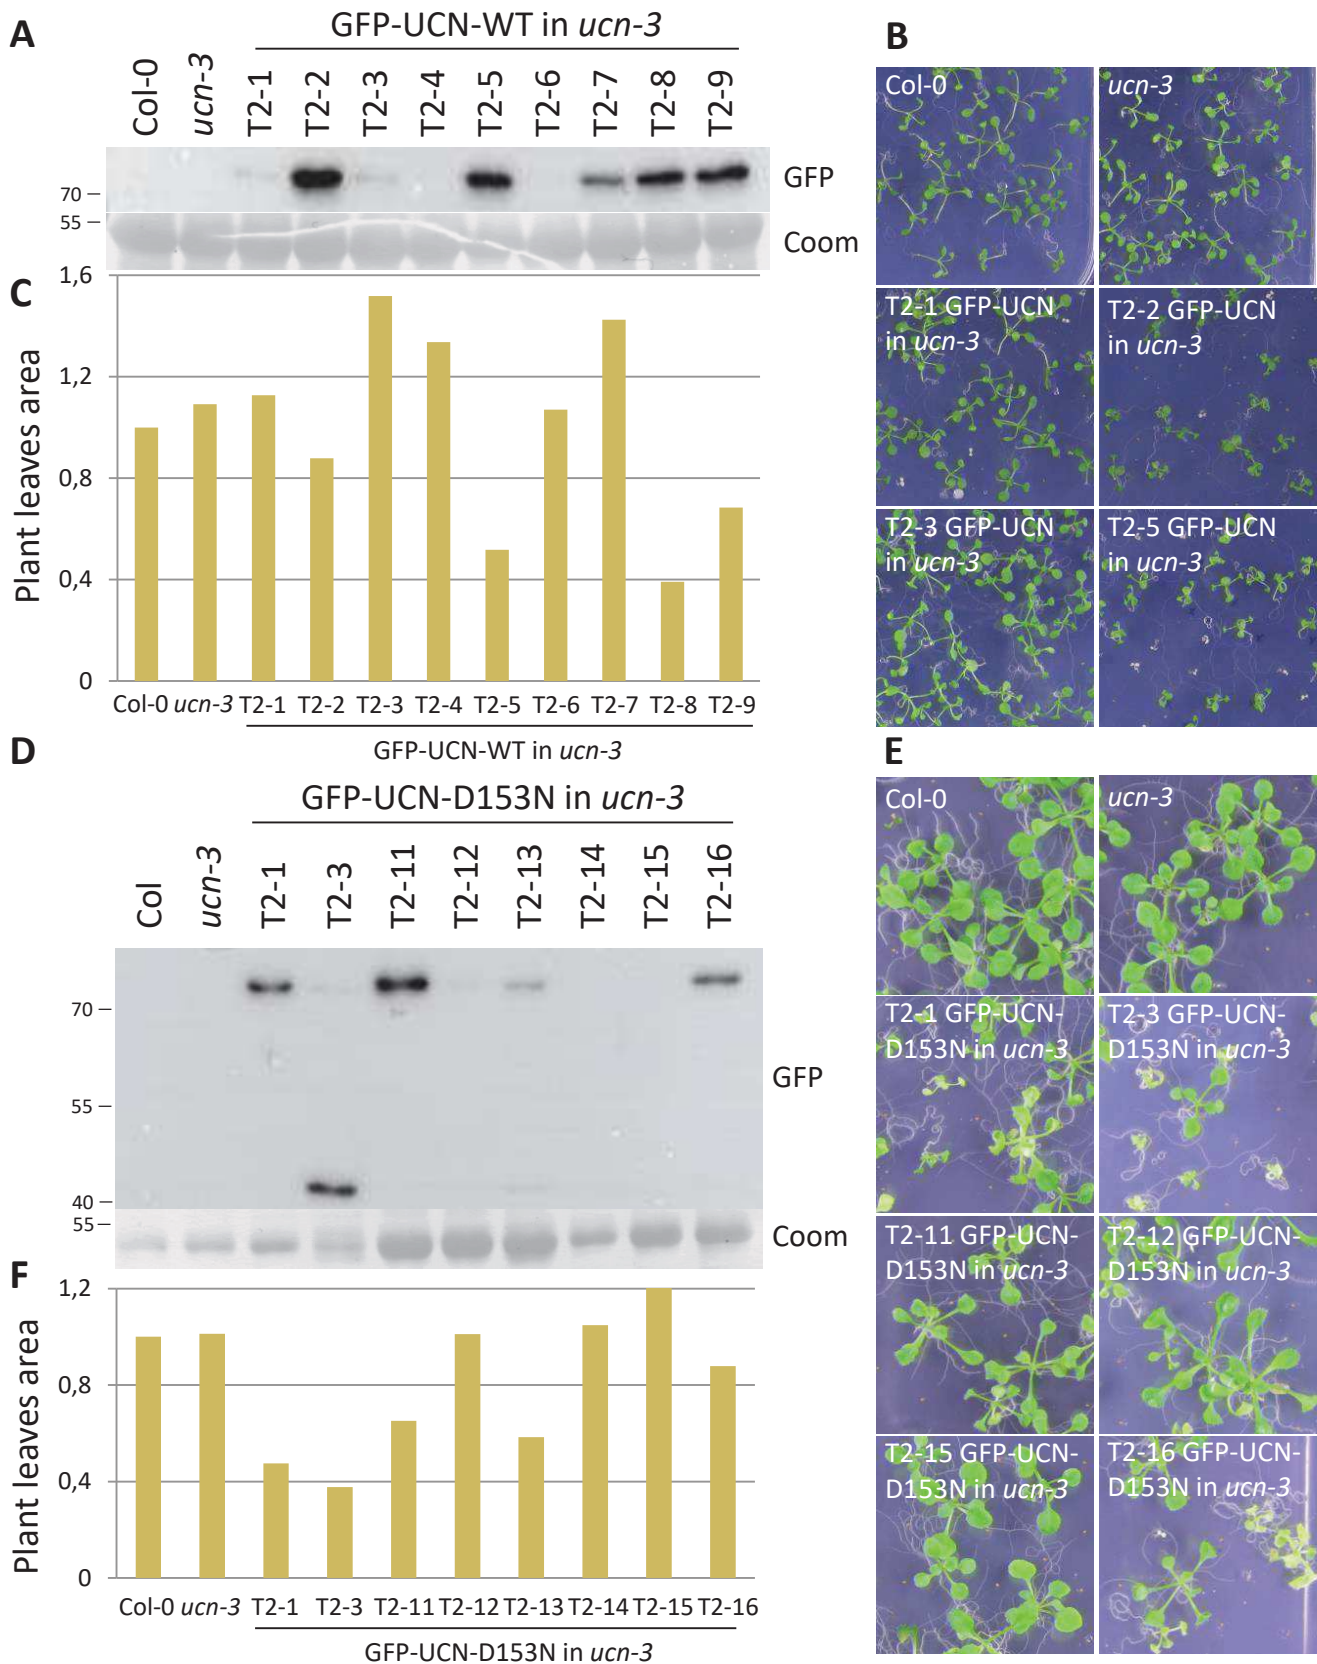 A
GFP-UCN-WT in ucn-3
Col-0 ucn-3 T2-1 T2-2 T2-3 T2-4 T2-5 T2-6 T2-7 T2-8 T2-9
70
GFP
55
Coom
B
Col-0
ucn-3
T2-1 GFP-UCN
in ucn-3
T2-2 GFP-UCN
in ucn-3
T2-3 GFP-UCN
in ucn-3
T2-5 GFP-UCN
in ucn-3
C
Plant leaves area
1,6
1,2
0,8
0,4
0
Col-0 ucn-3 T2-1 T2-2 T2-3 T2-4 T2-5 T2-6 T2-7 T2-8 T2-9
GFP-UCN-WT in ucn-3
D
GFP-UCN-D153N in ucn-3
Col ucn-3 T2-1 T2-3 T2-11 T2-12 T2-13 T2-14 T2-15 T2-16
70
55
40
GFP
55
Coom
E
Col-0
ucn-3
T2-1 GFP-UCN-
D153N in ucn-3
T2-3 GFP-UCN-
D153N in ucn-3
T2-11 GFP-UCN-
D153N in ucn-3
T2-12 GFP-UCN-
D153N in ucn-3
T2-15 GFP-UCN-
D153N in ucn-3
T2-16 GFP-UCN-
D153N in ucn-3
F
Plant leaves area
1,2
0,8
0,4
0
Col-0 ucn-3 T2-1 T2-3 T2-11 T2-12 T2-13 T2-14 T2-15 T2-16
GFP-UCN-D153N in ucn-3